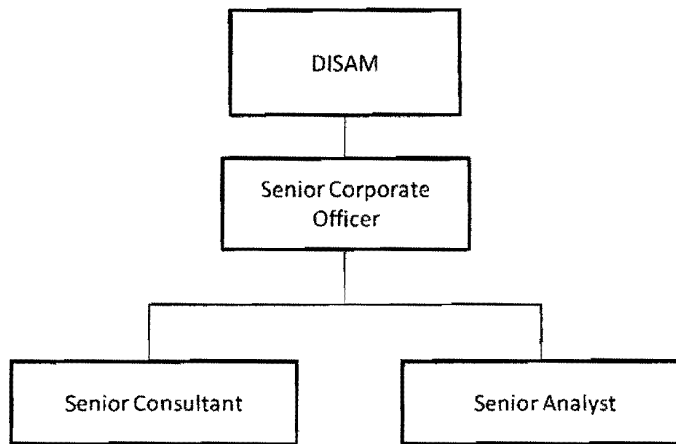 DISAM
Senior Corporate
Officer
Senior Consultant
Senior Analyst